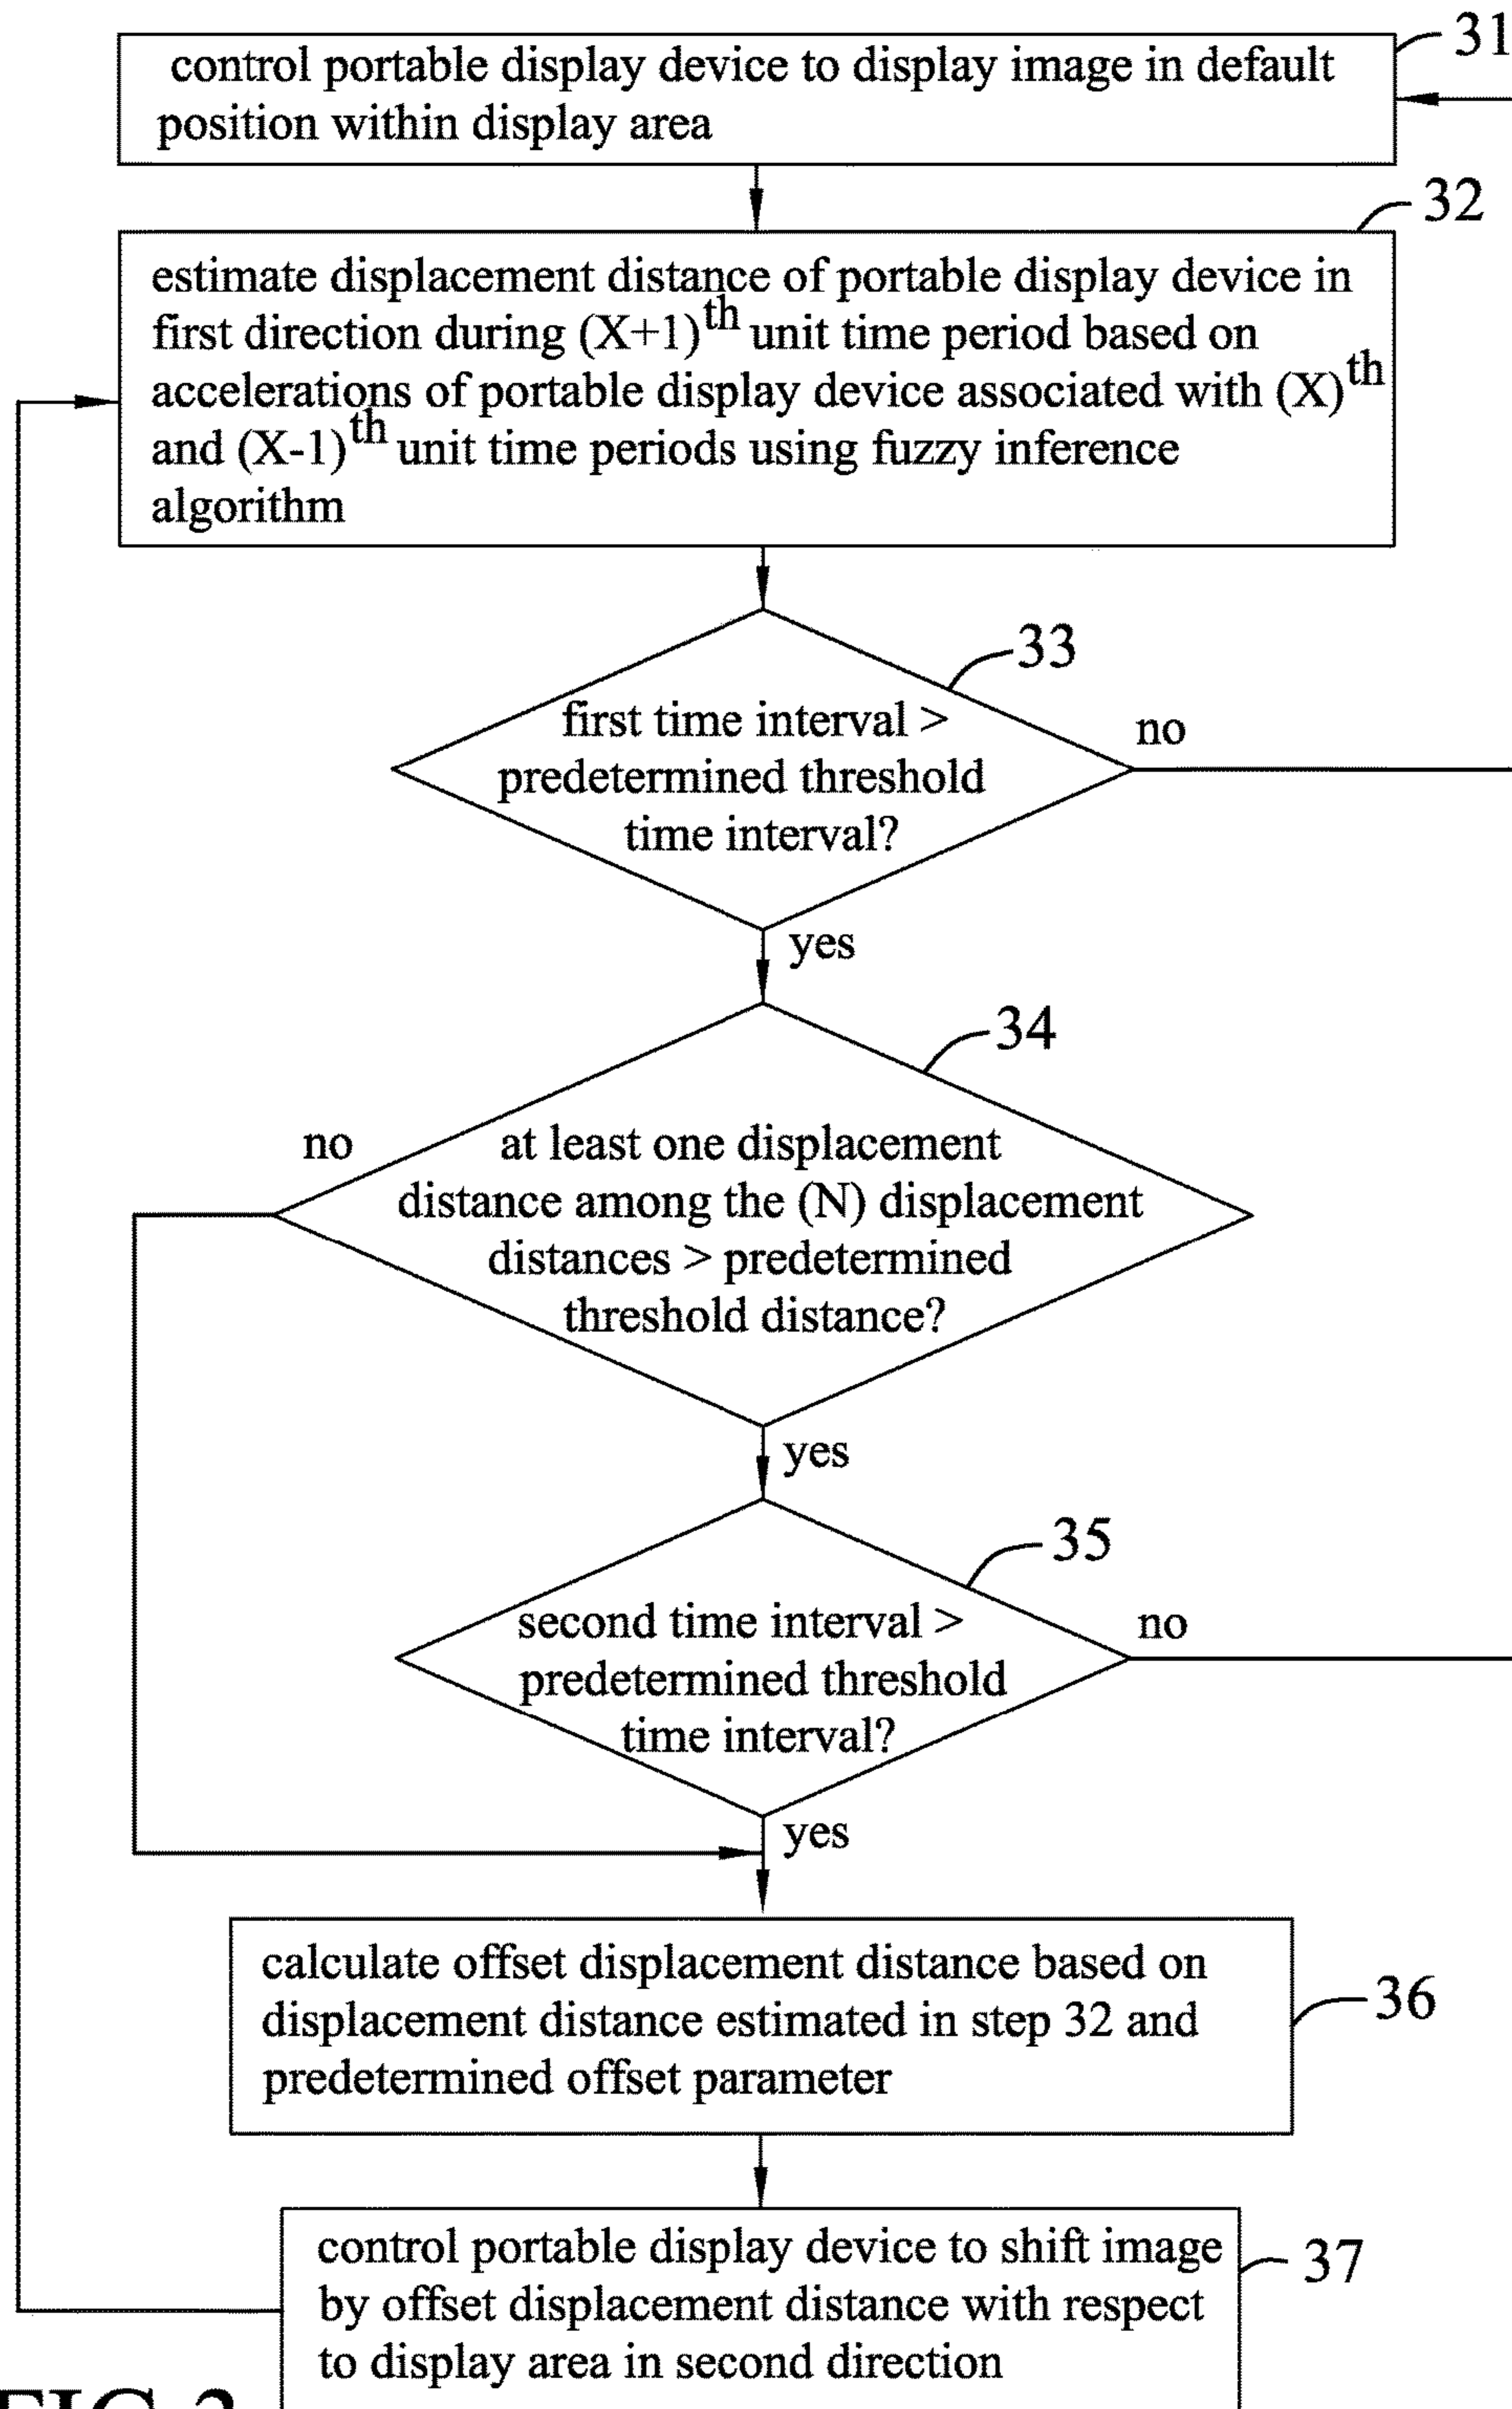 31
control portable display device to display image in default
position within display area
32
estimate displacement distance of portable display device in
first direction during (X+1)th unit time period based on
accelerations of portable display device associated with (X)th
and (X-1)th unit time periods using fuzzy inference
algorithm
33
first time interval >
predetermined threshold
time interval?
no
yes
34
at least one displacement
distance among the (N) displacement
distances > predetermined
threshold distance?
no
yes
35
second time interval >
predetermined threshold
time interval?
no
yes
calculate offset displacement distance based on
displacement distance estimated in step 32 and
predetermined offset parameter
36
control portable display device to shift image
by offset displacement distance with respect
to display area in second direction
37